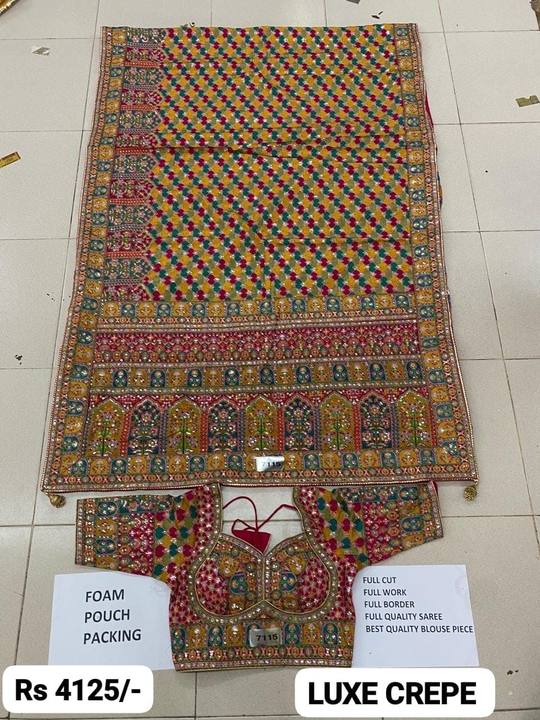 7115
7115
FOAM
POUCH
PACKING
FULL CUT
FULL WORK
FULL BORDER
FULL QUALITY SAREE
BEST QUALITY BLOUSE PIECE
Rs 4125/-
LUXE CREPE